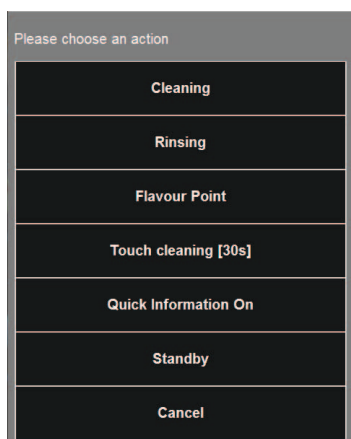 Please choose an action
Cleaning
Rinsing
Flavour Point
Touch cleaning [30s]
Quick Information On
Standby
Cancel